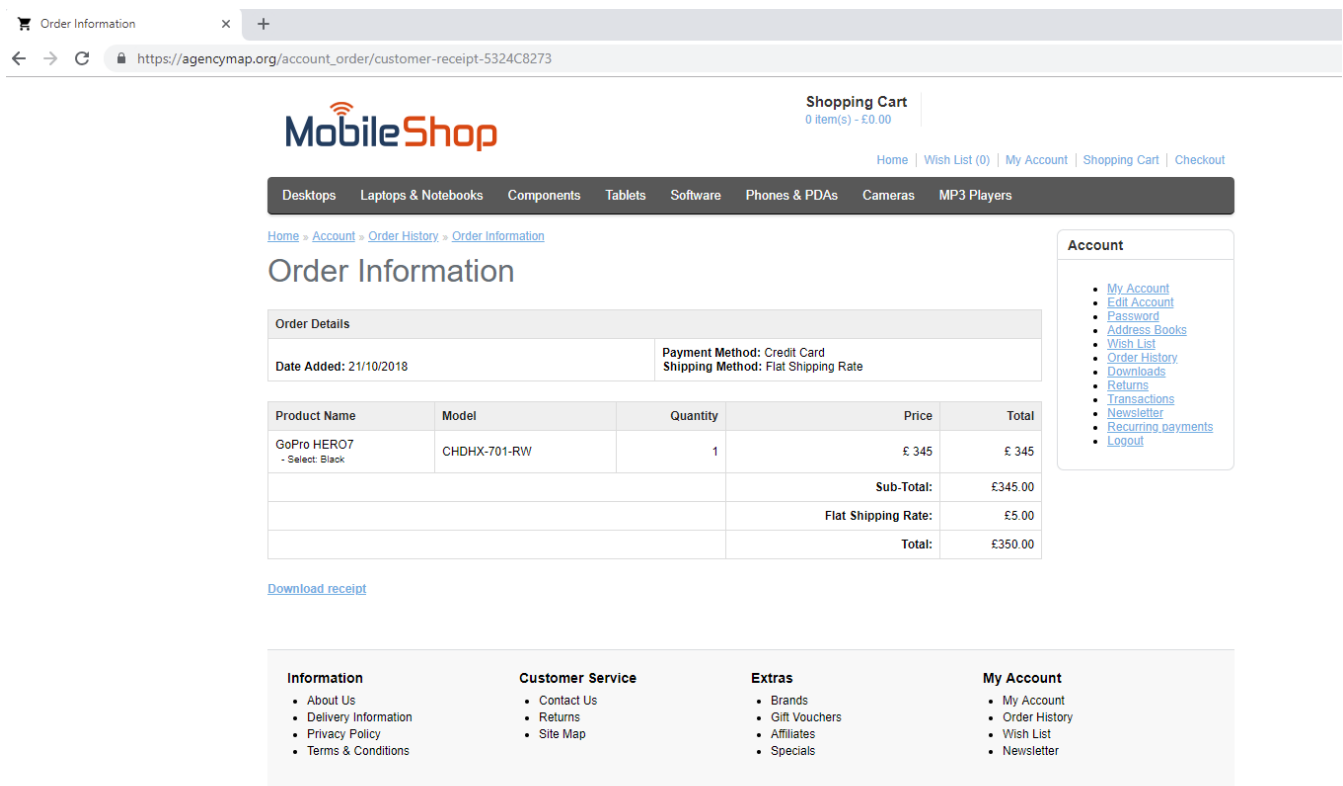 Order Information
https://agencymap.org/account_order/customer-receipt-5324C8273
MobileShop
Shopping Cart
0 item(s) - £0.00
Home | Wish List (0) | My Account | Shopping Cart | Checkout
Desktops Laptops & Notebooks Components Tablets Software Phones & PDAs Cameras MP3 Players
Home » Account » Order History » Order Information
Order Information
Order Details
Date Added: 21/10/2018
Payment Method: Credit Card
Shipping Method: Flat Shipping Rate
Product Name Model Quantity Price Total
GoPro HERO7
- Select: Black
CHDHX-701-RW 1 £ 345 £ 345
Sub-Total: £345.00
Flat Shipping Rate: £5.00
Total: £350.00
Download receipt
Account
My Account
Edit Account
Password
Address Books
Wish List
Order History
Downloads
Returns
Transactions
Newsletter
Recurring payments
Logout
Information
About Us
Delivery Information
Privacy Policy
Terms & Conditions
Customer Service
Contact Us
Returns
Site Map
Extras
Brands
Gift Vouchers
Affiliates
Specials
My Account
My Account
Order History
Wish List
Newsletter